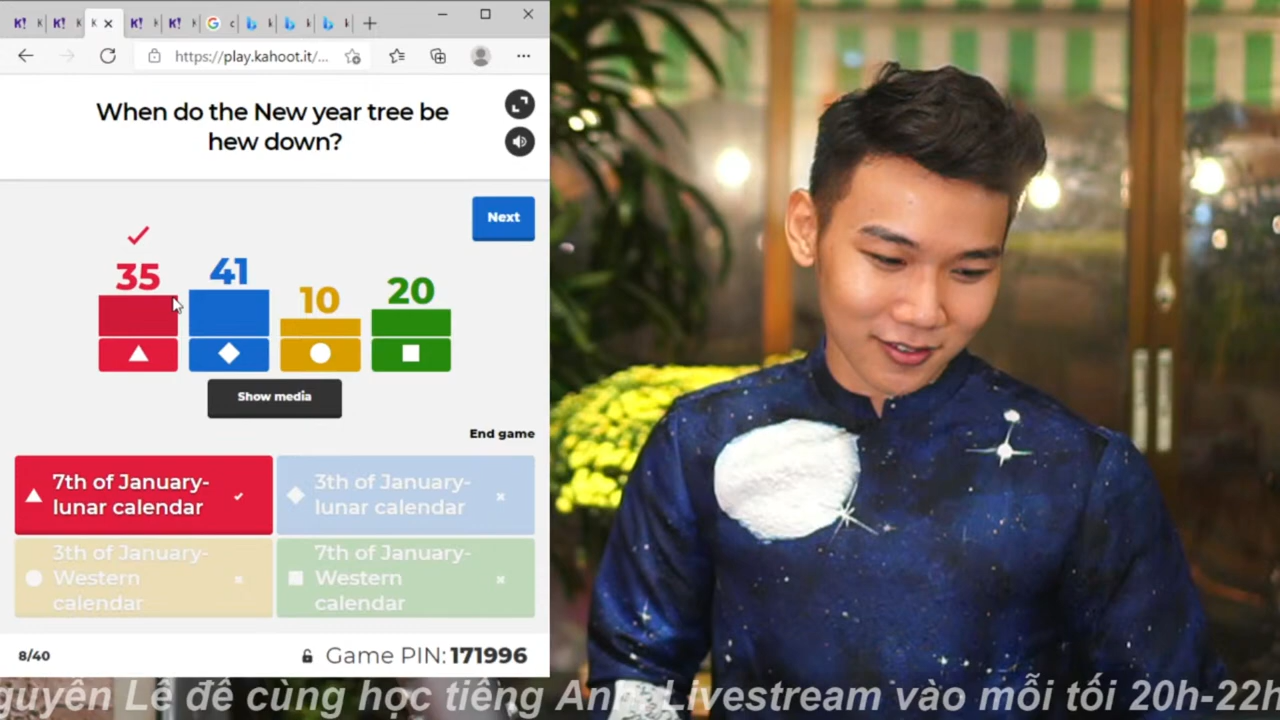 https://play.kahoot.it/...
When do the New year tree be
hew down?
Next
35
41
10
20
Show media
End game
7th of January-
lunar calendar
3th of January-
lunar calendar
3th of January-
Western
calendar
7th of January-
Western
calendar
8/40
Game PIN: 171996
guyên Lê để cùng học tiếng Anh. Livestream vào mỗi tối 20h-22h